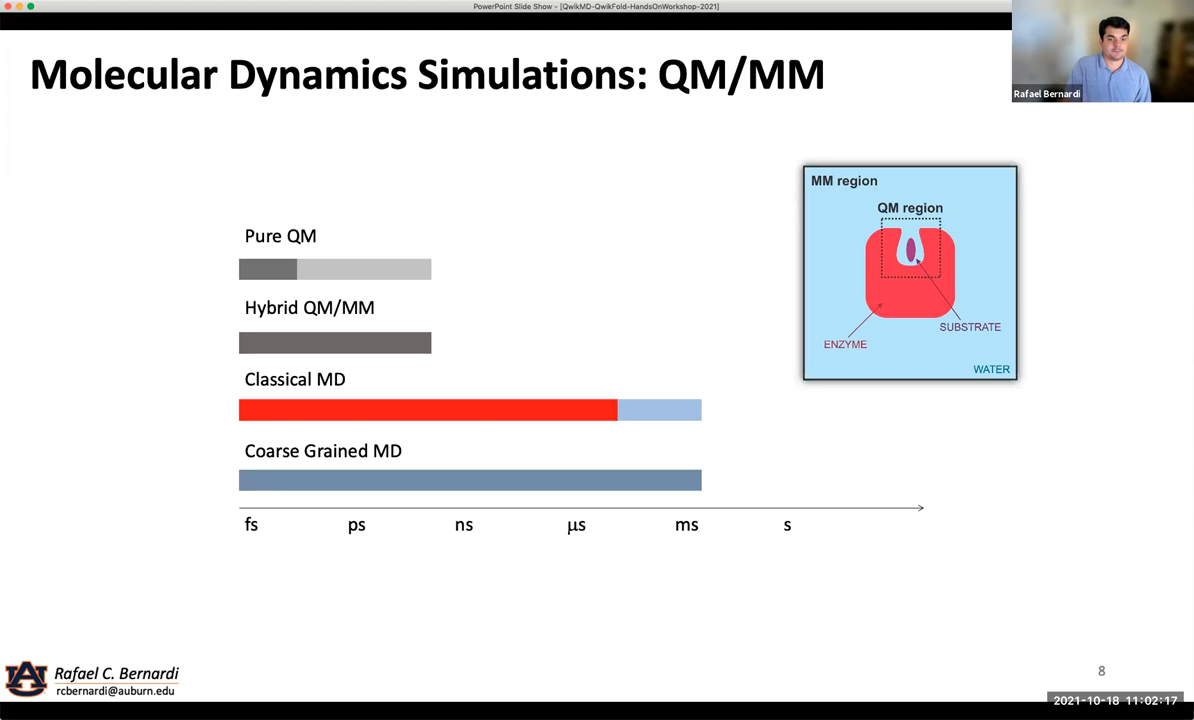 PowerPoint Slide Show - [QwikMD-QwikFold-HandsOnWorkshop-2021]
Molecular Dynamics Simulations: QM/MM
Rafael Bernardi
MM region
QM region
SUBSTRATE
ENZYME
WATER
Pure QM
Hybrid QM/MM
Classical MD
Coarse Grained MD
fs ps ns μs ms s
Rafael C. Bernardi
rcbernardi@auburn.edu
8
2021-10-18 11:02:17